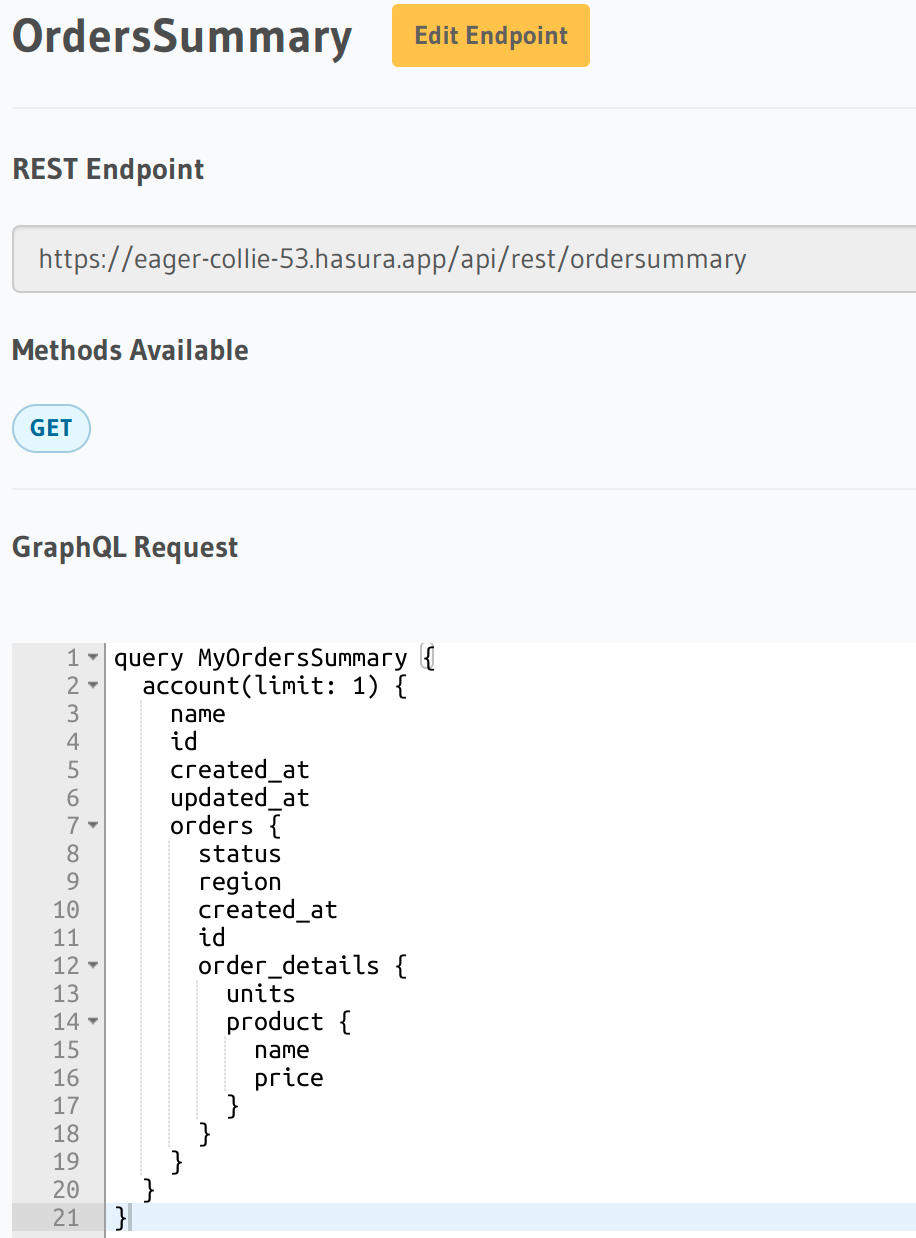 OrdersSummary
Edit Endpoint
REST Endpoint
https://eager-collie-53.hasura.app/api/rest/ordersummary
Methods Available
GET
GraphQL Request
1 query MyOrdersSummary {
2   account(limit: 1) {
3     name
4     id
5     created_at
6     updated_at
7     orders {
8       status
9       region
10       created_at
11       id
12       order_details {
13         units
14         product {
15           name
16           price
17         }
18       }
19     }
20   }
21 }